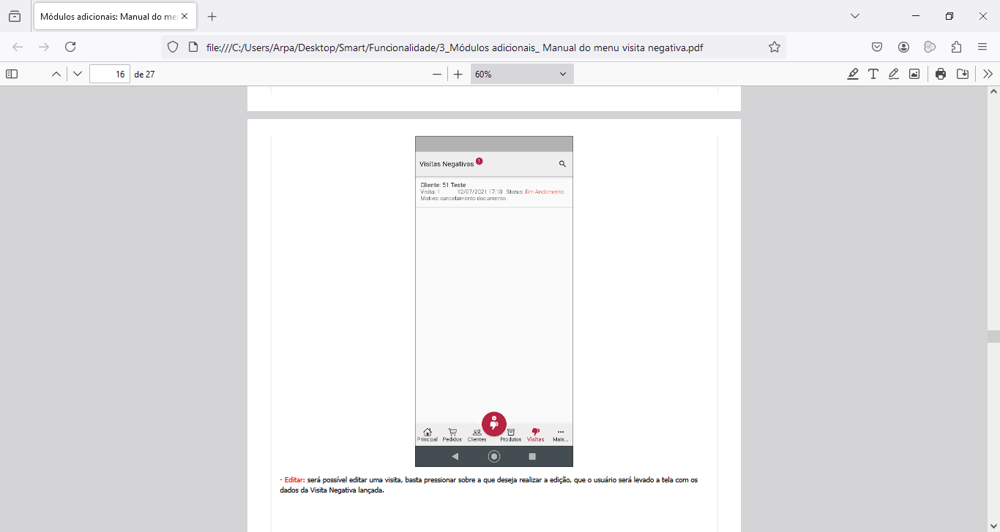 Módulos adicionais: Manual do me
file:///C:/Users/Arpa/Desktop/Smart/Funcionalidade/3_Módulos adicionais_ Manual do menu visita negativa.pdf
16 de 27
60%
Visitas Negativas 1
Cliente: 51 Teste
Visita: 1 12/07/2021 17:13 Status: Em Andamento
Motivo: cancelamento documento
Principal Pedidos Clientes Produtos Visitas Mais...
- Editar: será possível editar uma visita, basta pressionar sobre a que deseja realizar a edição, que o usuário será levado a tela com os
dados da Visita Negativa lançada.